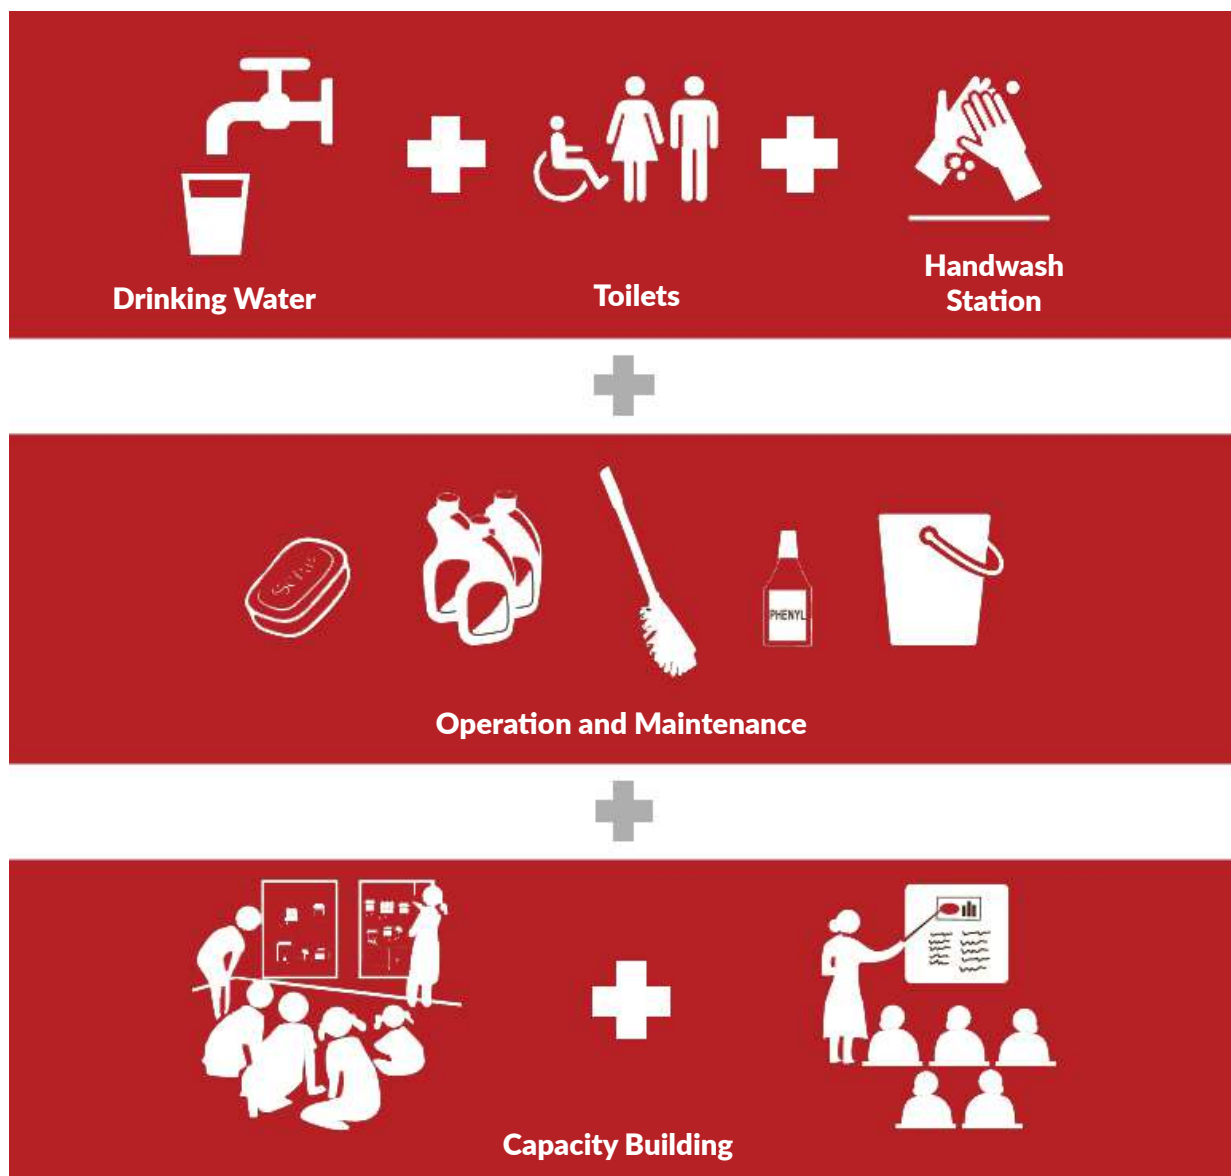 Drinking Water
Toilets
Handwash
Station
PHENYL
Operation and Maintenance
Capacity Building